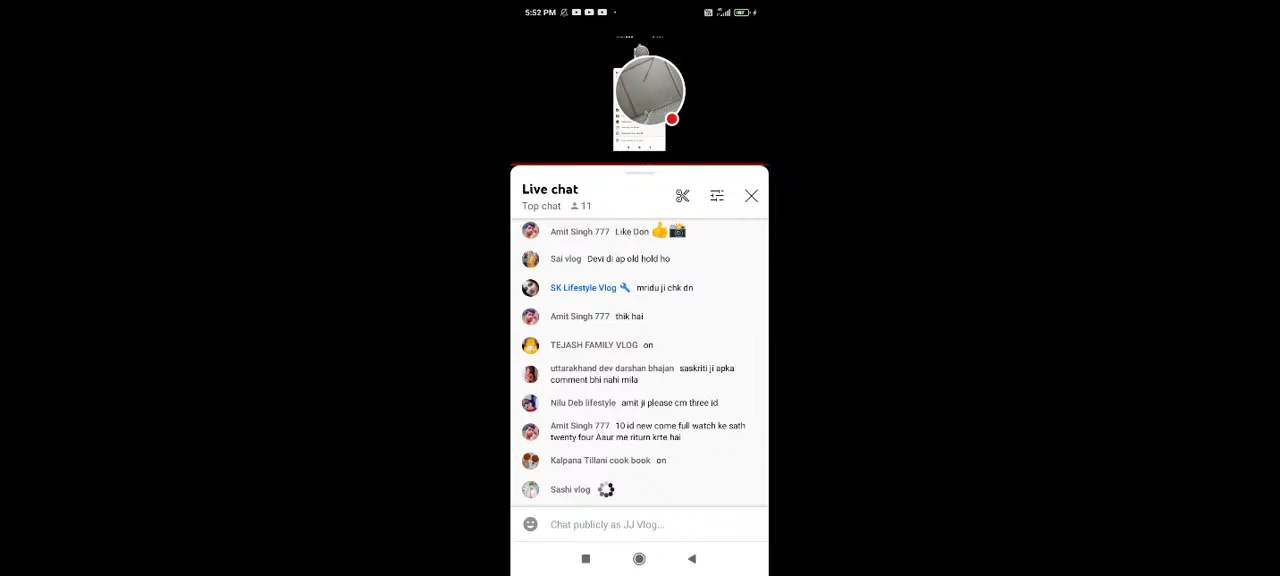 5:52 PM
Live chat
Top chat 11
Amit Singh 777 Like Don 👍📸
Sai vlog Devi di ap old hold ho
SK Lifestyle Vlog mridu ji chk dn
Amit Singh 777 thik hai
TEJASH FAMILY VLOG on
uttarakhand dev darshan bhajan saskriti ji apka
comment bhi nahi mila
Nilu Deb lifestyle amit ji please cm three id
Amit Singh 777 10 id new come full watch ke sath
twenty four Aaur me riturn krte hai
Kalpana Tillani cook book on
Sashi vlog
Chat publicly as JJ Vlog...